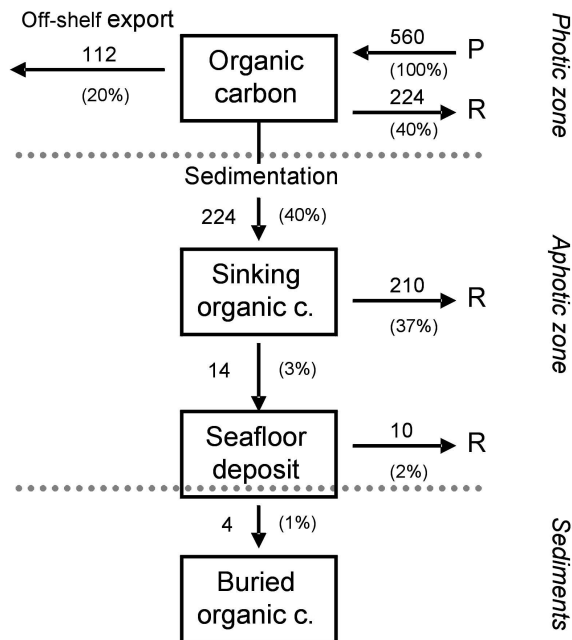 Off-shelf export
112
(20%)
Organic
carbon
560
(100%)
P
224
(40%)
R
Photic zone
Sedimentation
224
(40%)
Sinking
organic c.
210
(37%)
R
Aphotic zone
14
(3%)
Seafloor
deposit
10
(2%)
R
4
(1%)
Buried
organic c.
Sediments